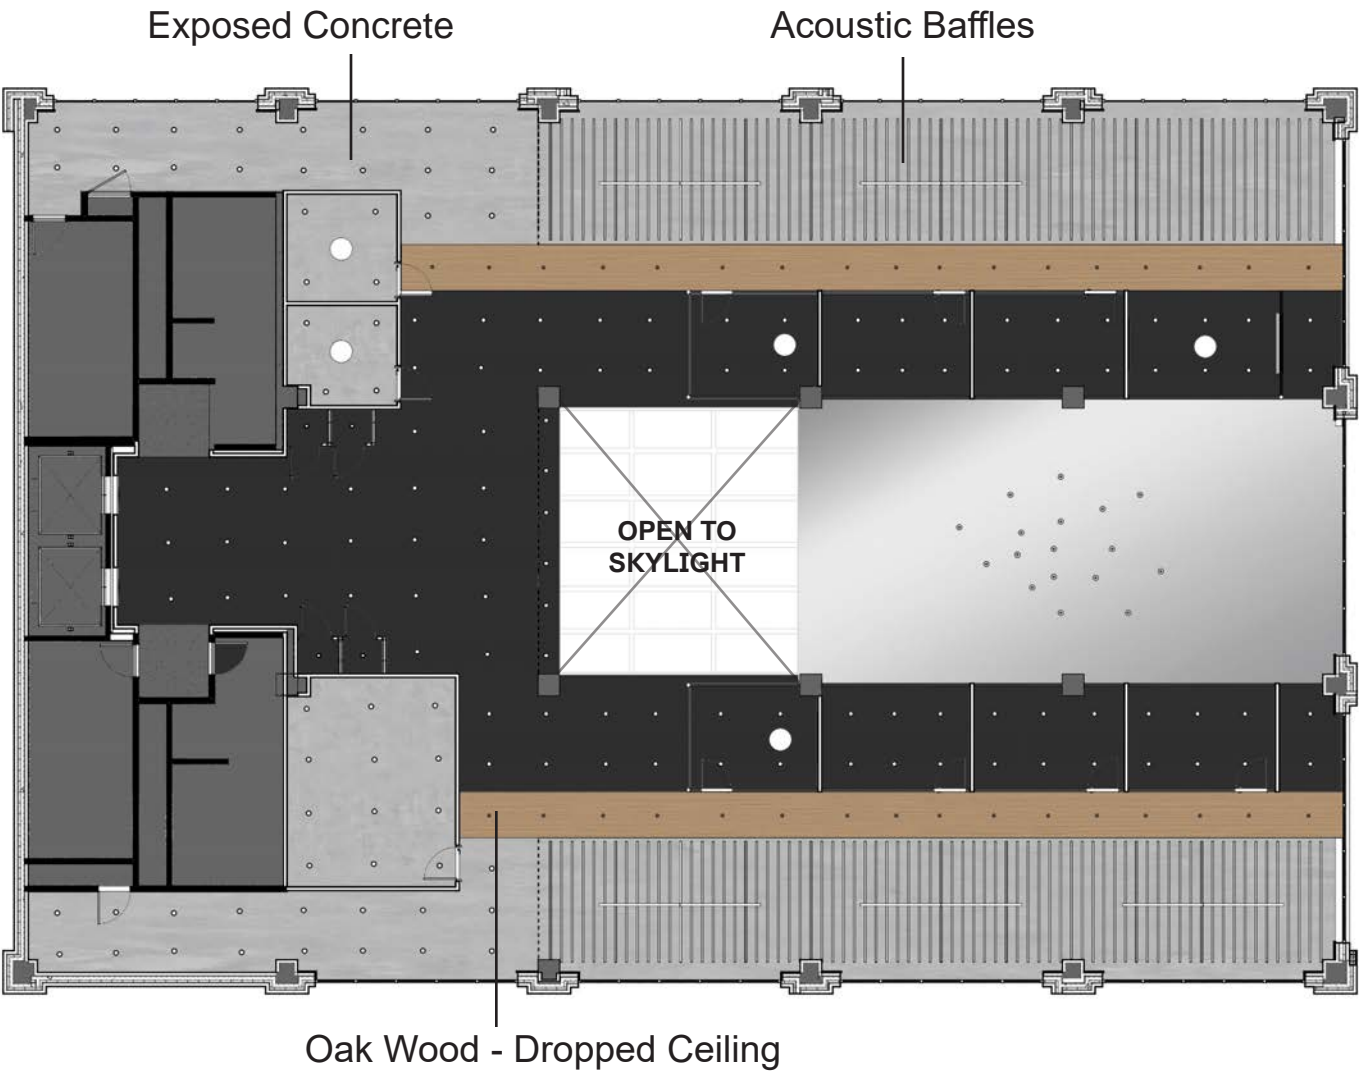 Exposed Concrete
Acoustic Baffles
OPEN TO
SKYLIGHT
Oak Wood - Dropped Ceiling